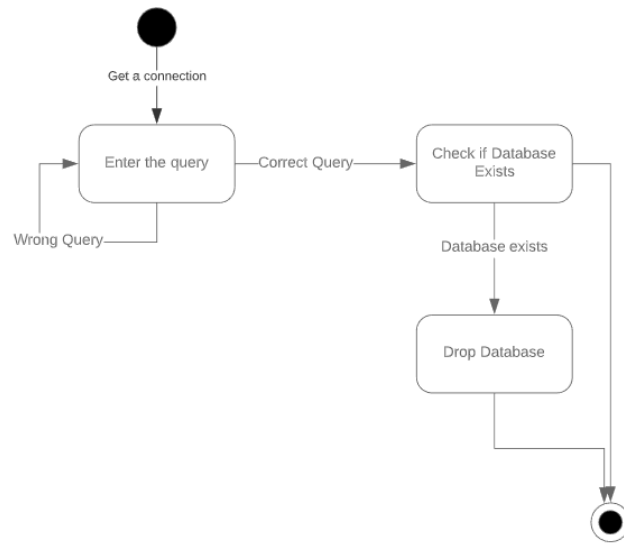 Get a connection
Enter the query
Correct Query
Check if Database
Exists
Wrong Query
Database exists
Drop Database